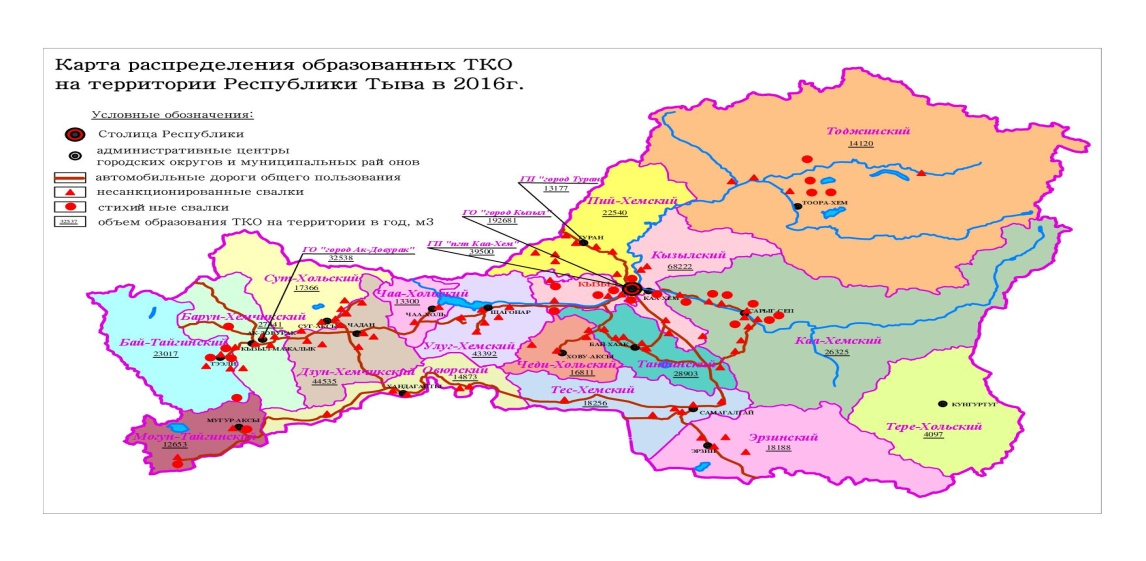 Карта распределения образованных ТКО
на территории Республики Тыва в 2016г.
Условные обозначения:
Столица Республики
административные центры
городских округов и муниципальных рай онов
автомобильные дороги общего пользования
несанкционированные свалки
стихий ные свалки
объем образования ТКО на территории в год, м3
Тоджинский
14120
ТООРА-ХЕМ
ГП "город Туран"
13177
Пий-Хемский
22540
ТУРАН
ГО "город Кызыл"
192681
ГП "пгт Каа-Хем"
39500
ГО "город Ак-Довурак"
32538
Кызылский
68222
КЫЗЫЛ
КАА-ХЕМ
Сут-Хольский
17366
СУГ-АКСЫ
Чаа-Хольский
13300
ЧАА-ХОЛЬ
ШАГОНАР
Барун-Хемчикский
АК-ДОВУРАК
КЫЗЫЛ МАЖАЛЫК
ЧАДАН
САРЫГ-СЕП
Бай-Тайгинский
23017
ТЭЭЛИ
Улуг-Хемский
43392
БАЙ ХААК
ХОВУ-АКСЫ
Чеди-Хольский
16811
Тандинский
28903
Каа-Хемский
26325
Дзун-Хемчикский
44535
Овюрский
14873
ХАНДАГАЙТЫ
Тес-Хемский
18256
САМАГАЛТАЙ
КУНГУРТУГ
Тере-Хольский
4097
МУГУР-АКСЫ
Могун-Тайгинский
12653
Эрзинский
18188
ЭРЗИН